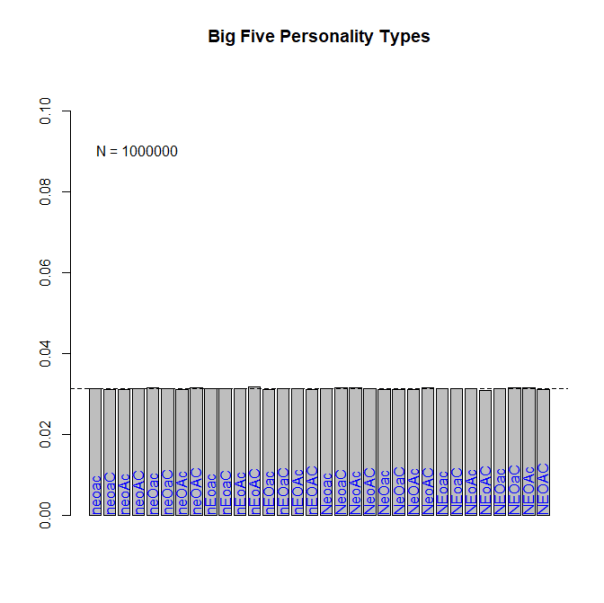 Big Five Personality Types
N = 1000000
0.10
0.08
0.06
0.04
0.02
0.00
neoac
neoaC
neoAc
neoAC
neOac
neOaC
neOAc
neOAC
nEoac
nEoaC
nEoAc
nEoAC
nEOac
nEOaC
nEOAc
nEOAC
Neoac
NeoaC
NeoAc
NeoAC
NeOac
NeOaC
NeOAc
NeOAC
NEoac
NEoaC
NEoAc
NEoAC
NEOac
NEOaC
NEOAc
NEOAC